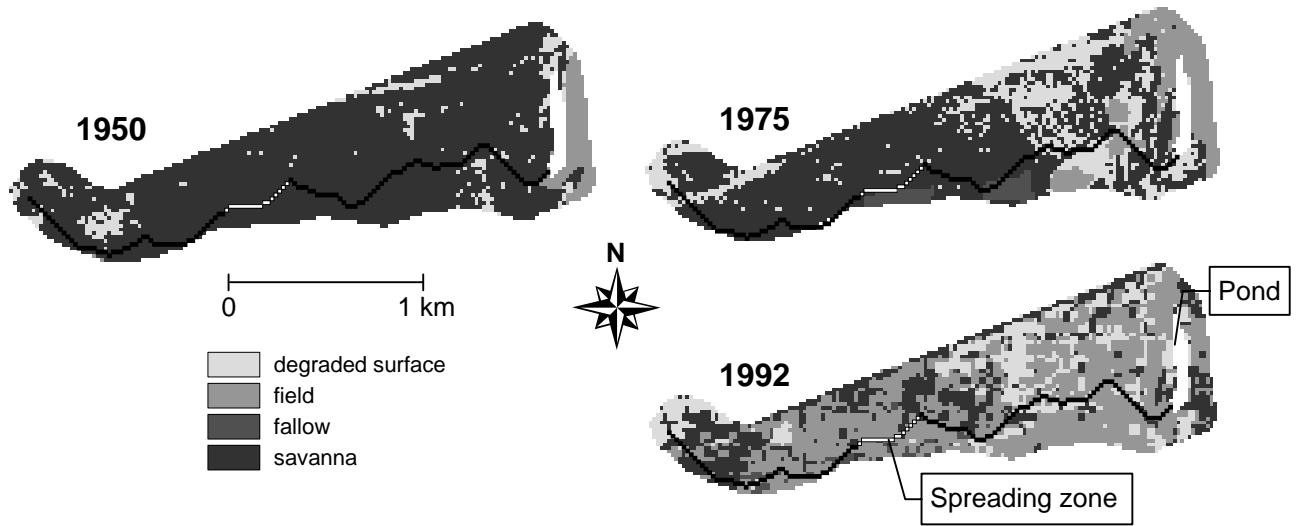 1950
1975
N
0
1 km
Pond
degraded surface
field
fallow
savanna
1992
Spreading zone